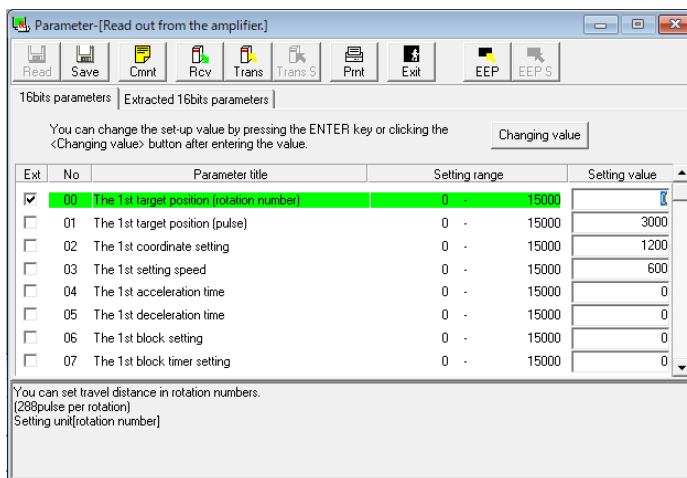 Parameter-[Read out from the amplifier.]
Read Save Cmnt Rcv Trans Trans S Prnt Exit EEP EEP S
16bits parameters Extracted 16bits parameters
You can change the set-up value by pressing the ENTER key or clicking the
<Changing value> button after entering the value.
Changing value
Ext No Parameter title Setting range Setting value
00 The 1st target position (rotation number) 0 - 15000 0
01 The 1st target position (pulse) 0 - 15000 3000
02 The 1st coordinate setting 0 - 15000 1200
03 The 1st setting speed 0 - 15000 600
04 The 1st acceleration time 0 - 15000 0
05 The 1st deceleration time 0 - 15000 0
06 The 1st block setting 0 - 15000 0
07 The 1st block timer setting 0 - 15000 0
You can set travel distance in rotation numbers.
(288pulse per rotation)
Setting unit[rotation number]